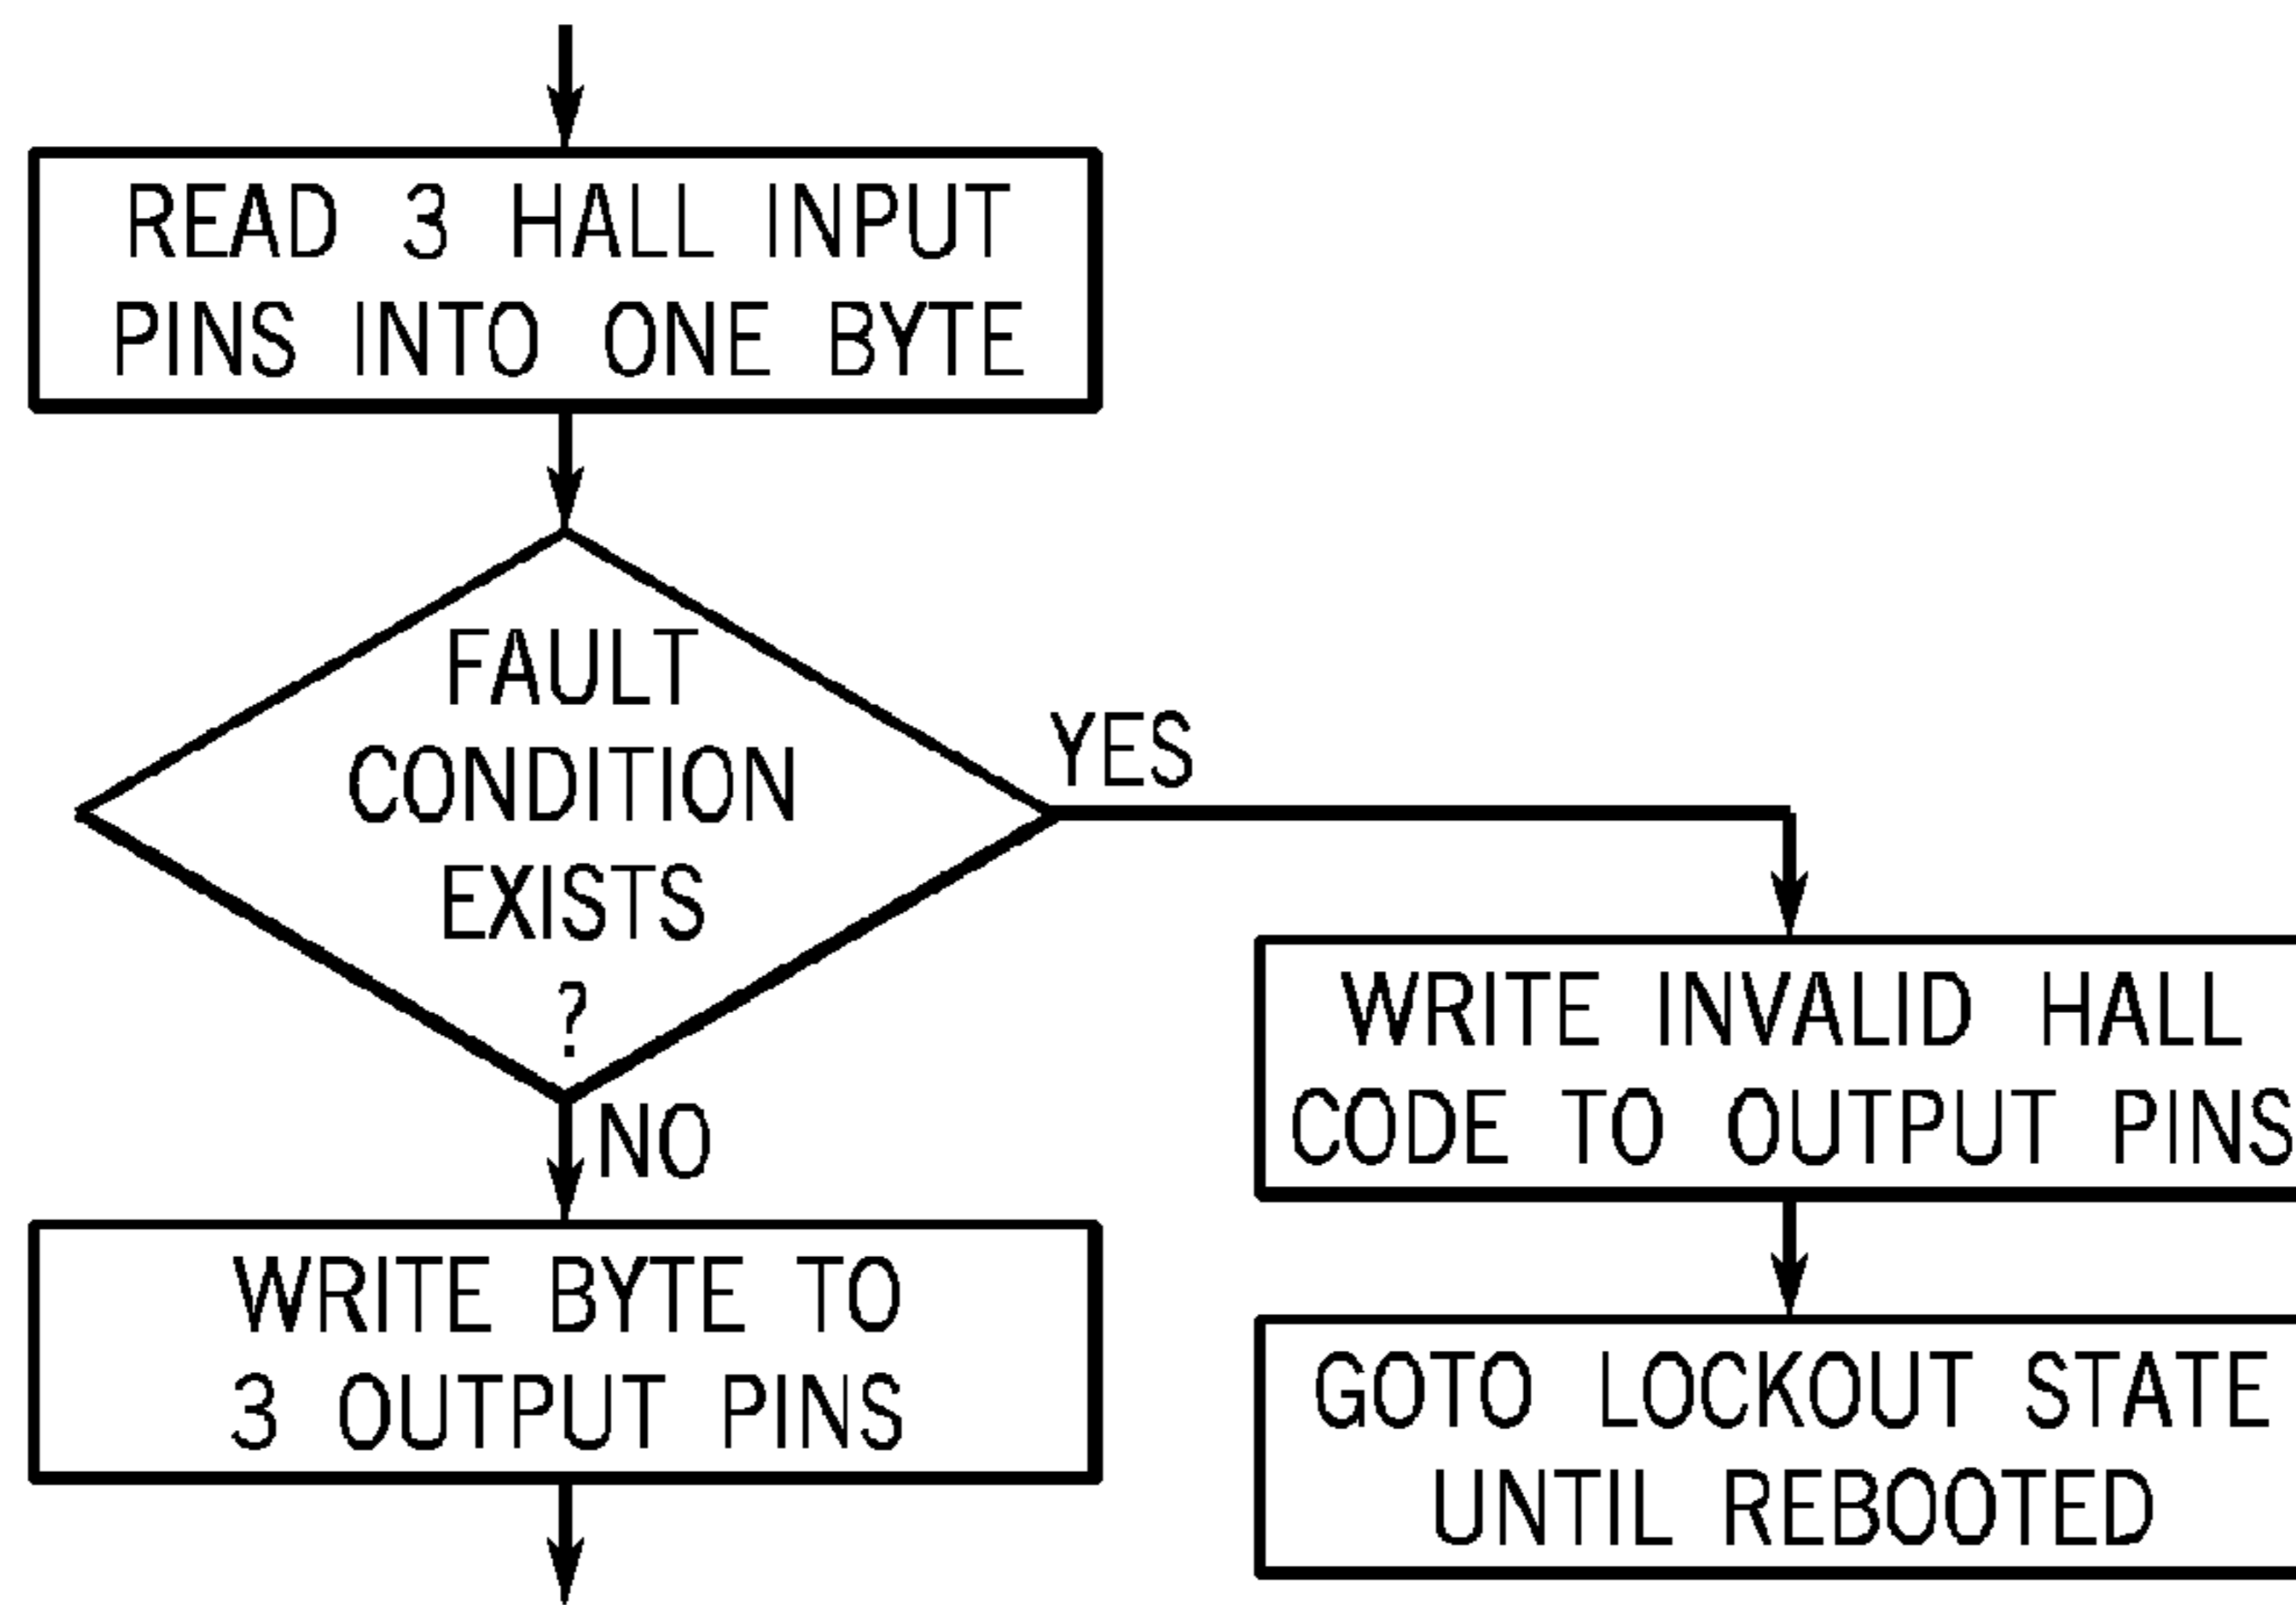 READ 3 HALL INPUT
PINS INTO ONE BYTE
FAULT
CONDITION
EXISTS
?
YES
NO
WRITE INVALID HALL
CODE TO OUTPUT PINS
WRITE BYTE TO
3 OUTPUT PINS
GOTO LOCKOUT STATE
UNTIL REBOOTED